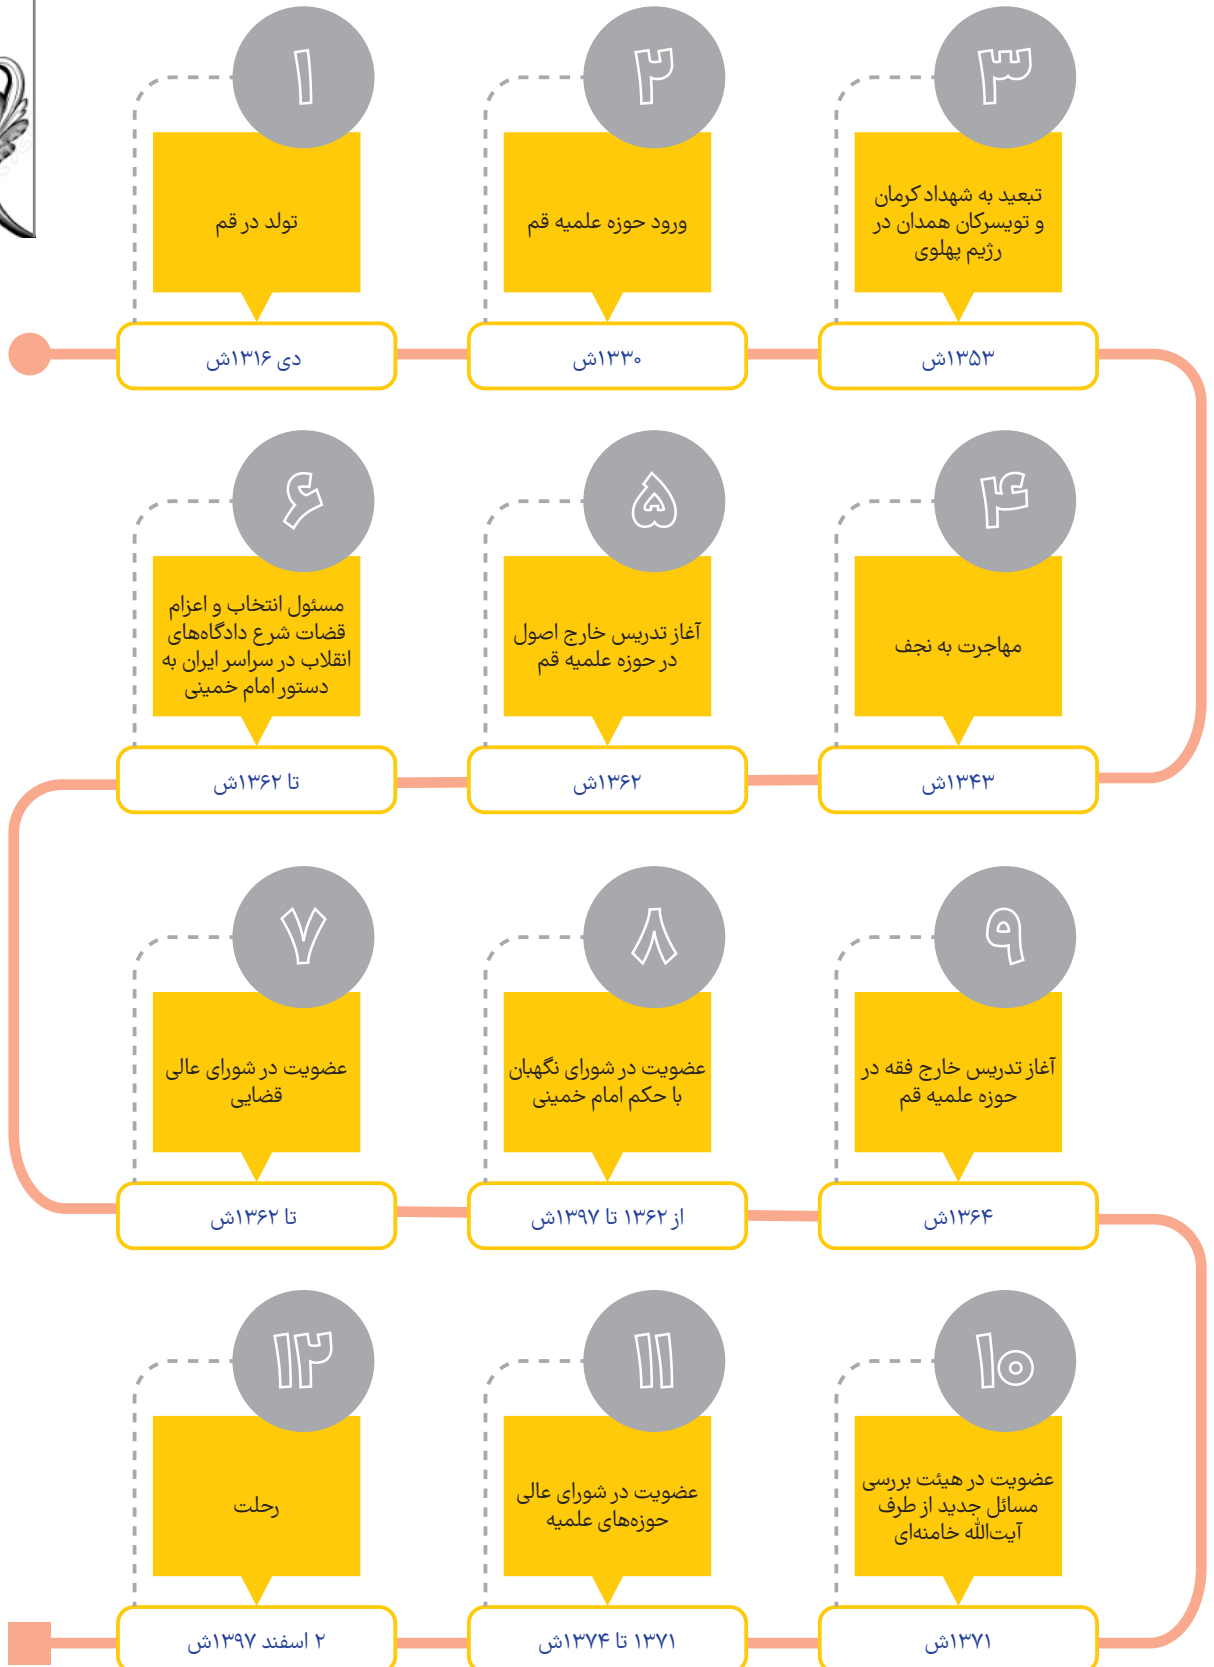 ۱
تولد در قم
دی ۱۳۱۶ش
۲
ورود حوزه علمیه قم
۱۳۳۰ش
۳
تبعید به شهداد کرمان
و تویسرکان همدان در
رژیم پهلوی
۱۳۵۳ش
۴
مهاجرت به نجف
۱۳۴۳ش
۵
آغاز تدریس خارج اصول
در حوزه علمیه قم
۱۳۶۲ش
۶
مسئول انتخاب و اعزام
قضات شرع دادگاه‌های
انقلاب در سراسر ایران به
دستور امام خمینی
تا ۱۳۶۲ش
۷
عضویت در شورای عالی
قضایی
تا ۱۳۶۲ش
۸
عضویت در شورای نگهبان
با حکم امام خمینی
از ۱۳۶۲ تا ۱۳۹۷ش
۹
آغاز تدریس خارج فقه در
حوزه علمیه قم
۱۳۶۴ش
۱۰
عضویت در هیئت بررسی
مسائل جدید از طرف
آیت‌الله خامنه‌ای
۱۳۷۱ش
۱۱
عضویت در شورای عالی
حوزه‌های علمیه
۱۳۷۱ تا ۱۳۷۴ش
۱۲
رحلت
۲ اسفند ۱۳۹۷ش